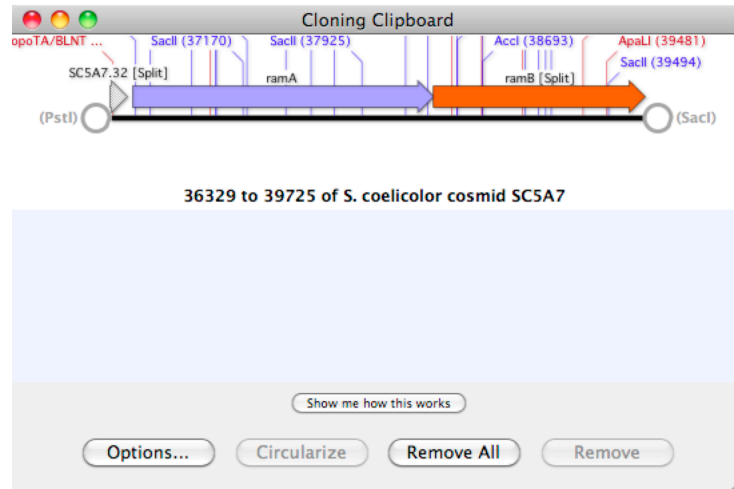 Cloning Clipboard
opoTA/BLNT ... SacII (37170) SacII (37925) AccI (38693) ApaLI (39481)
SacII (39494)
SC5A7.32 [Split] ramA ramB [Split]
(PstI) (SacI)
36329 to 39725 of S. coelicolor cosmid SC5A7
Show me how this works
Options... Circularize Remove All Remove